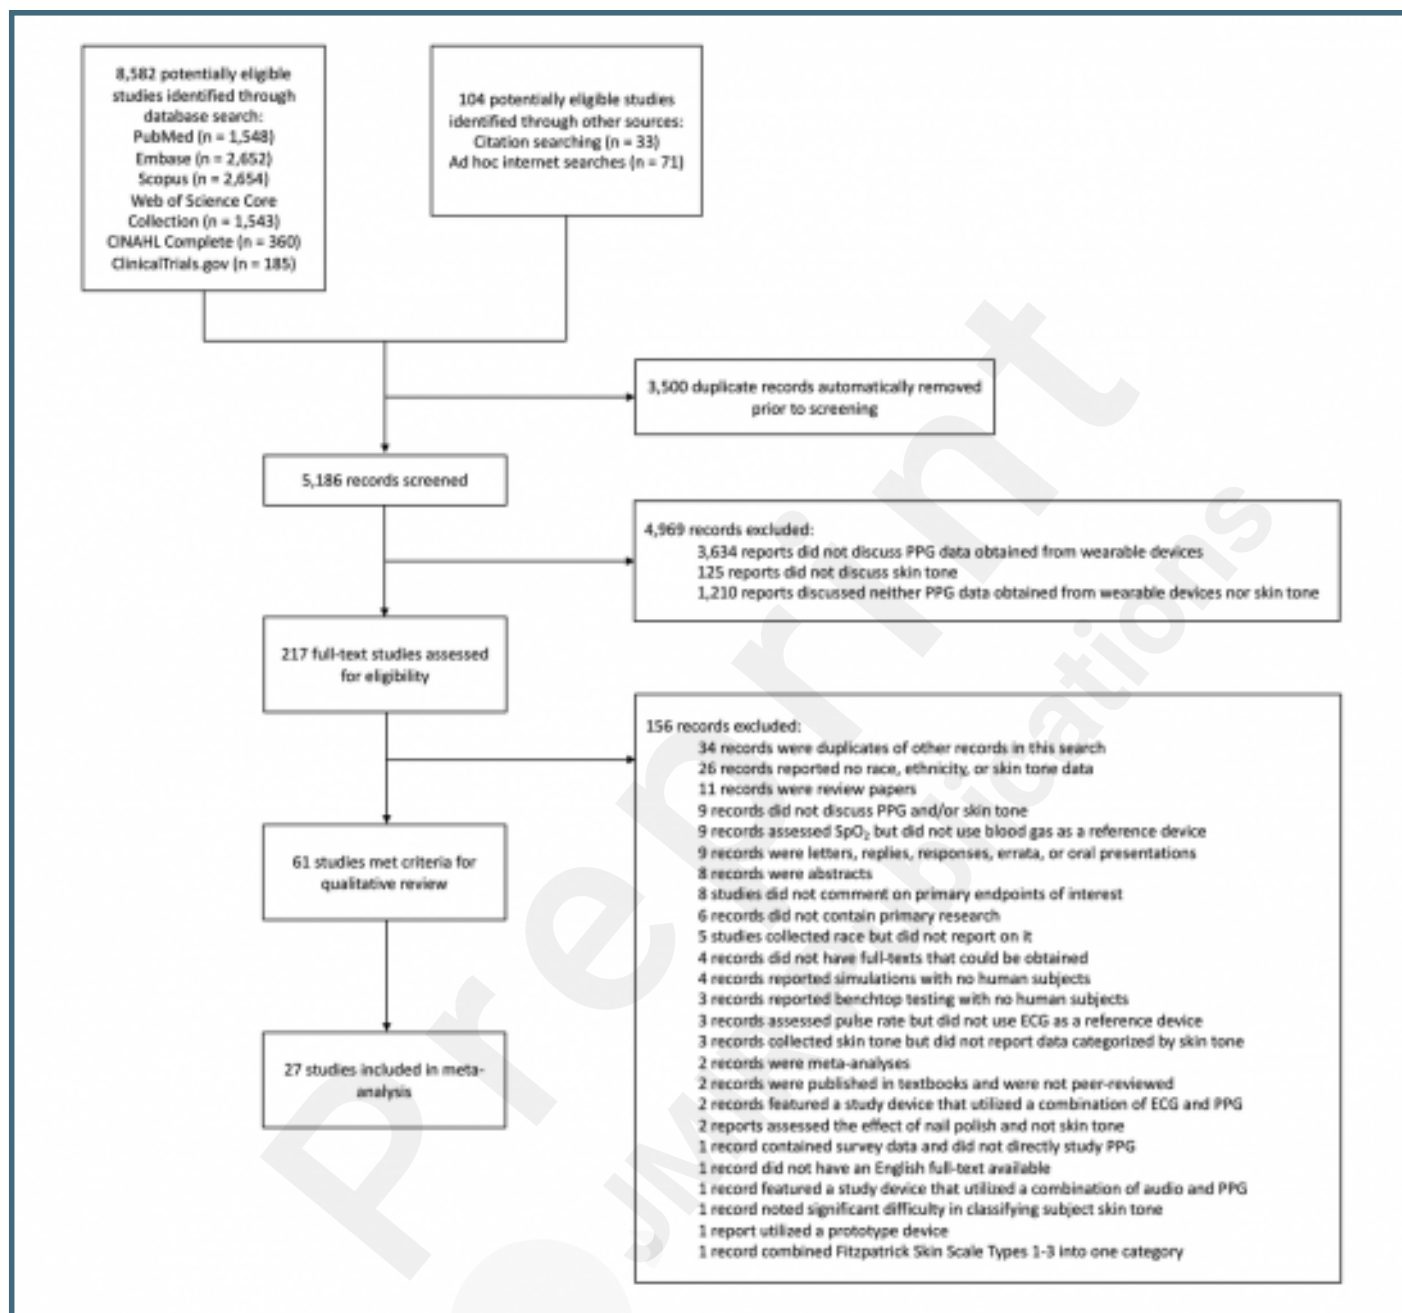 8,582 potentially eligible
studies identified through
database search:
PubMed (n = 1,548)
Embase (n = 2,652)
Scopus (n = 2,654)
Web of Science Core
Collection (n = 1,543)
CINAHL Complete (n = 360)
ClinicalTrials.gov (n = 185)
104 potentially eligible studies
identified through other sources:
Citation searching (n = 33)
Ad hoc internet searches (n = 71)
3,500 duplicate records automatically removed
prior to screening
5,186 records screened
4,969 records excluded:
3,634 reports did not discuss PPG data obtained from wearable devices
125 reports did not discuss skin tone
1,210 reports discussed neither PPG data obtained from wearable devices nor skin tone
217 full-text studies assessed
for eligibility
156 records excluded:
34 records were duplicates of other records in this search
26 records reported no race, ethnicity, or skin tone data
11 records were review papers
9 records did not discuss PPG and/or skin tone
9 records assessed SpO₂ but did not use blood gas as a reference device
9 records were letters, replies, responses, errata, or oral presentations
8 records were abstracts
8 studies did not comment on primary endpoints of interest
6 records did not contain primary research
5 studies collected race but did not report on it
4 records did not have full-texts that could be obtained
4 records reported simulations with no human subjects
3 records reported benchtop testing with no human subjects
3 records assessed pulse rate but did not use ECG as a reference device
3 records collected skin tone but did not report data categorized by skin tone
2 records were meta-analyses
2 records were published in textbooks and were not peer-reviewed
2 records featured a study device that utilized a combination of ECG and PPG
2 reports assessed the effect of nail polish and not skin tone
1 record contained survey data and did not directly study PPG
1 record did not have an English full-text available
1 record featured a study device that utilized a combination of audio and PPG
1 record noted significant difficulty in classifying subject skin tone
1 report utilized a prototype device
1 record combined Fitzpatrick Skin Scale Types 1-3 into one category
61 studies met criteria for
qualitative review
27 studies included in meta-
analysis
Preprint
JMIR Publications